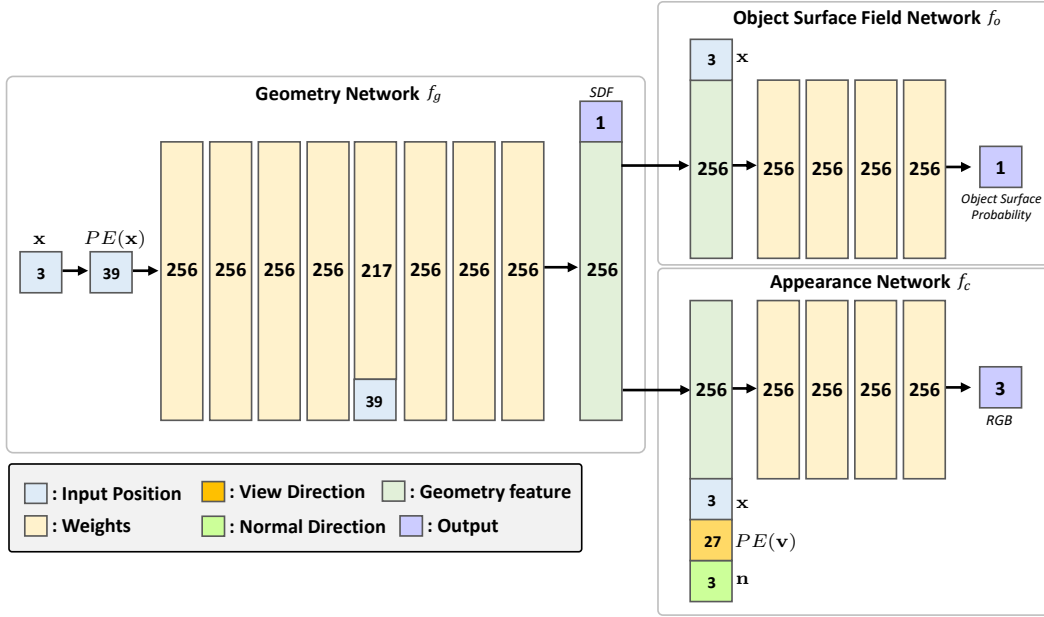 Geometry Network f_g
x
3
PE(x)
39
256
256
256
256
217
39
256
256
256
SDF
1
256
Object Surface Field Network f_o
3
x
256
256
256
256
256
1
Object Surface
Probability
Appearance Network f_c
256
256
256
256
256
3
RGB
3
x
27
PE(v)
3
n
: Input Position
: View Direction
: Geometry feature
: Weights
: Normal Direction
: Output